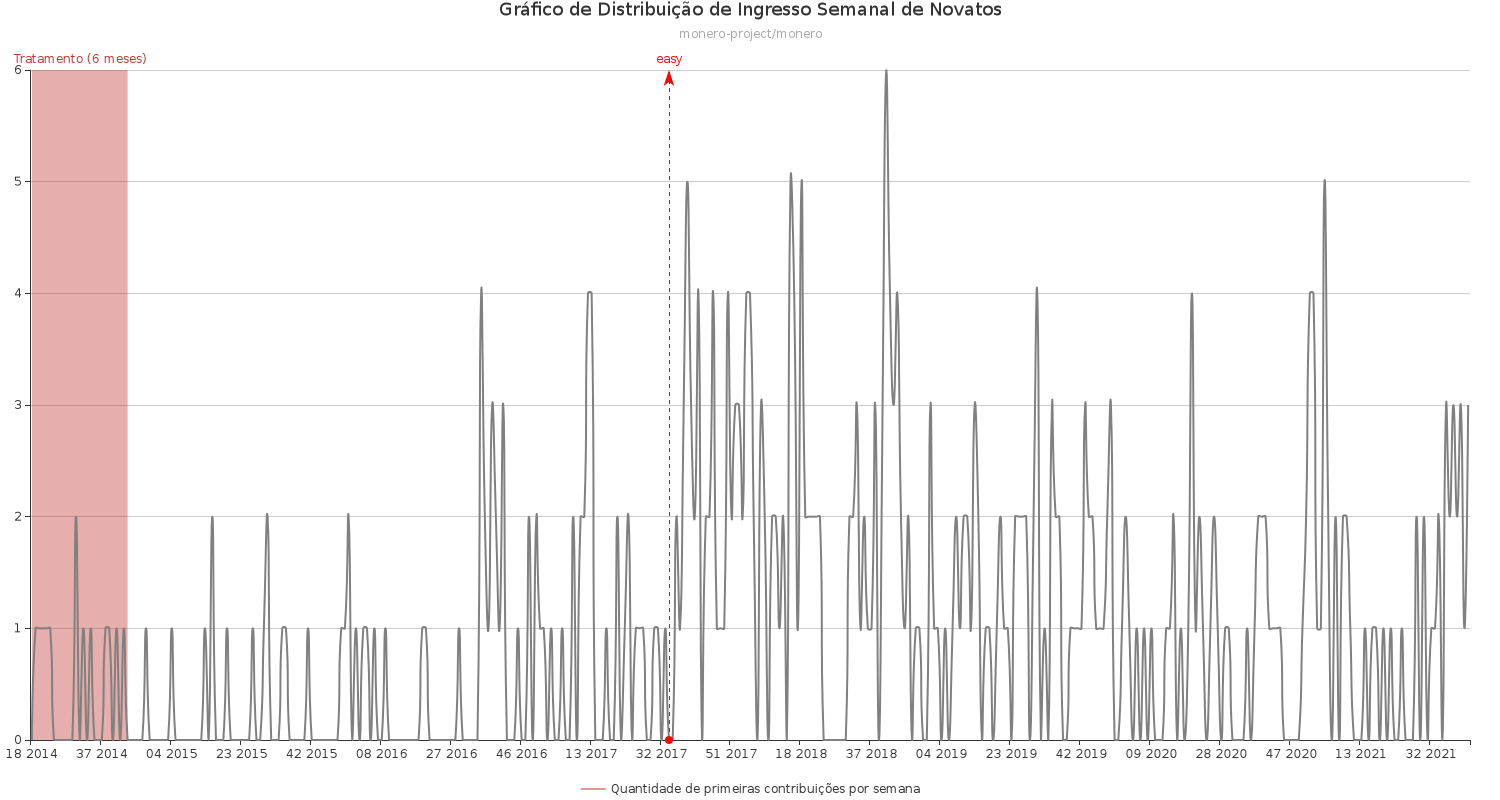 Gráfico de Distribuição de Ingresso Semanal de Novatos
monero-project/monero
Tratamento (6 meses)
easy
6
5
4
3
2
1
0
18 2014 37 2014 04 2015 23 2015 42 2015 08 2016 27 2016 46 2016 13 2017 32 2017 51 2017 18 2018 37 2018 04 2019 23 2019 42 2019 09 2020 28 2020 47 2020 13 2021 32 2021
Quantidade de primeiras contribuições por semana